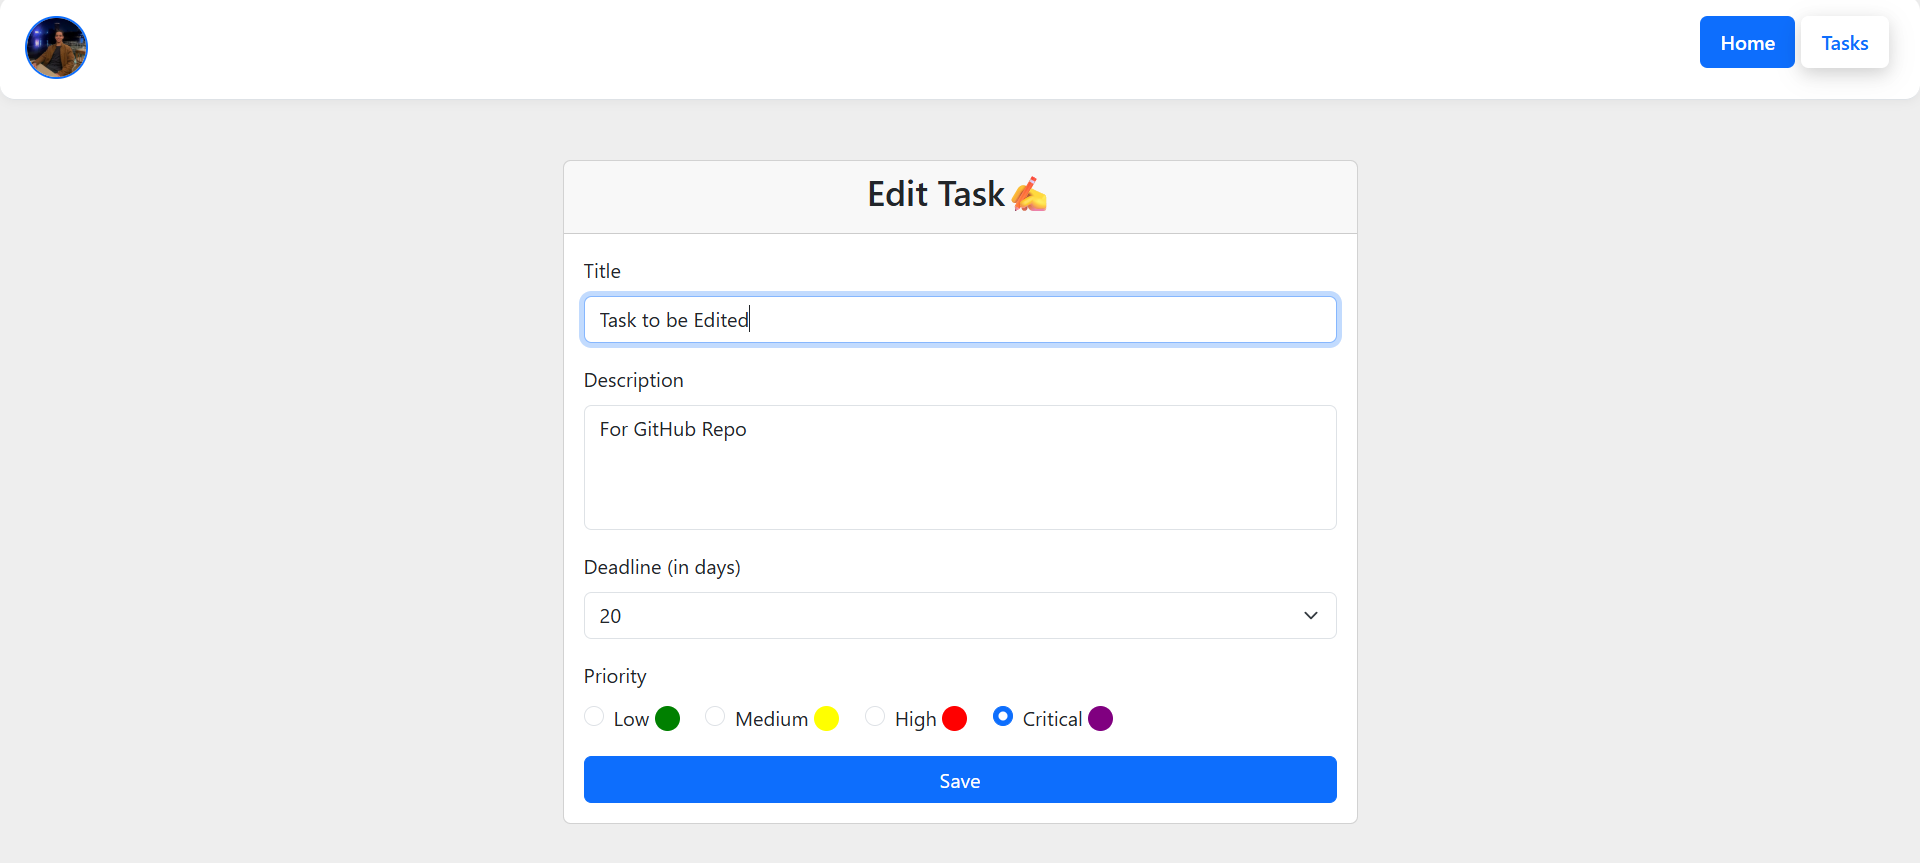 Home Tasks
Edit Task✍
Title
Task to be Edited
Description
For GitHub Repo
Deadline (in days)
20
Priority
Low Medium High Critical
Save